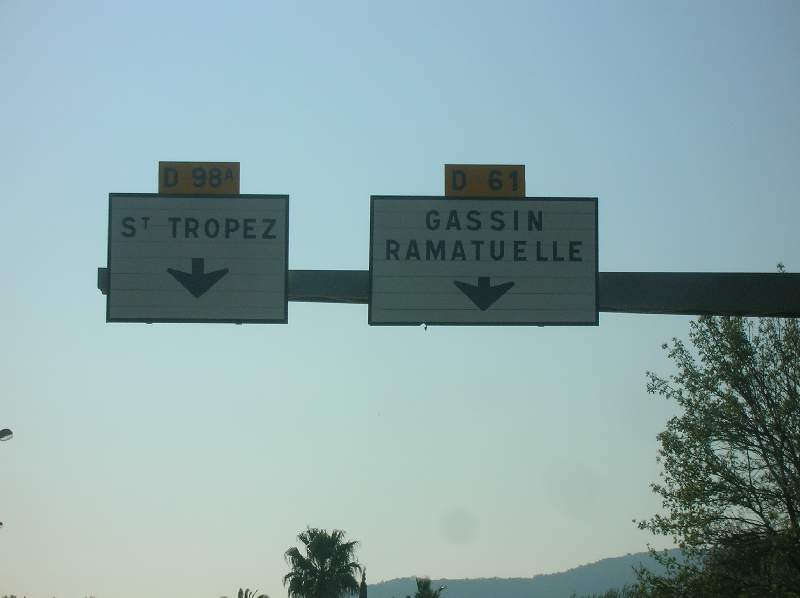 D 98A
ST TROPEZ
D 61
GASSIN
RAMATUELLE